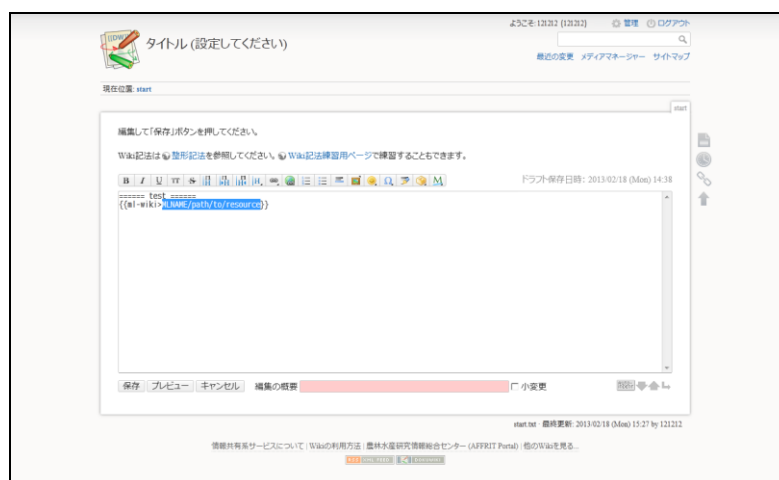 ようこそ: 121212 (121212) 管理 ログアウト
タイトル (設定してください)
最近の変更 メディアマネージャー サイトマップ
現在位置: start
start
編集して「保存」ボタンを押してください。
Wiki記法は 整形記法を参照してください。 Wiki記法練習用ページで練習することもできます。
ドラフト保存日時: 2013/02/18 (Mon) 14:38
====== test ======
{{ml-wiki>MLNAME/path/to/resource}}
保存 プレビュー キャンセル 編集の概要 小変更
start.txt · 最終更新: 2013/02/18 (Mon) 15:27 by 121212
情報共有系サービスについて | Wikiの利用方法 | 農林水産研究情報総合センター (AFFRIT Portal) | 他のWikiを見る...